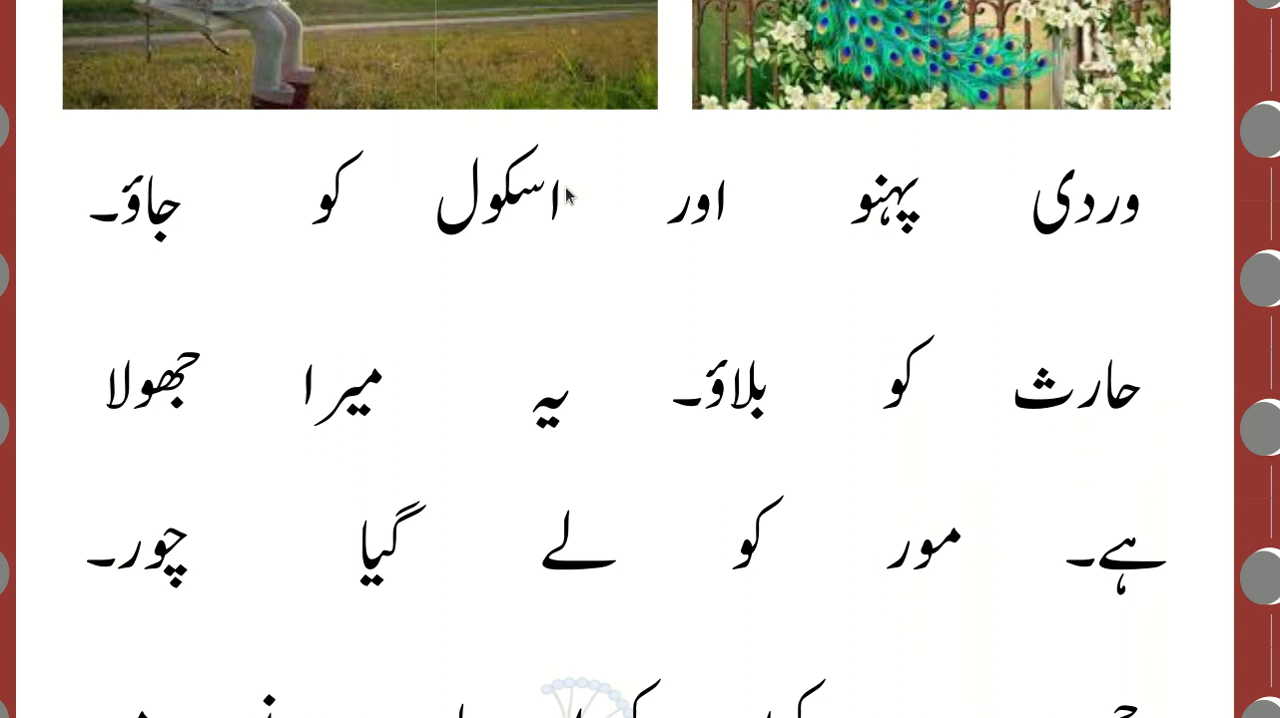 وردی پہنو اور اسکول کو جاؤ۔
حارث کو بلاؤ۔ یہ میرا جھولا
ہے۔ مور کو لے گیا چور۔